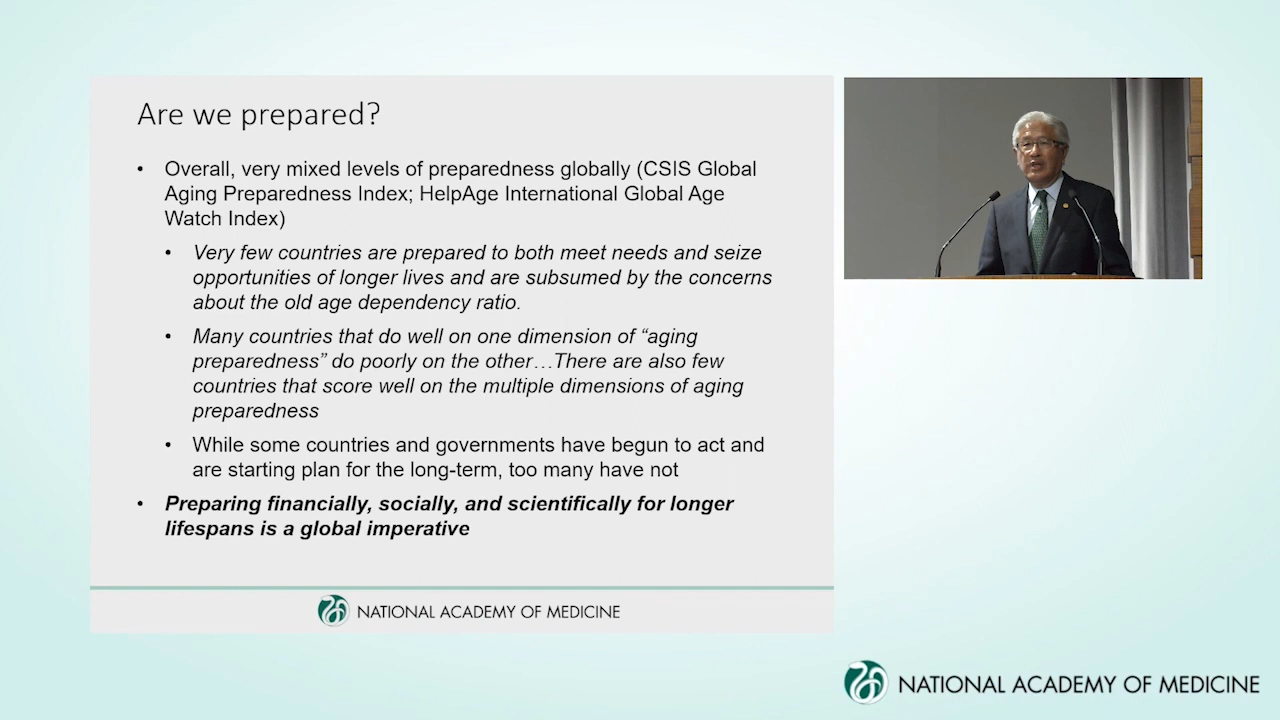 Are we prepared?
• Overall, very mixed levels of preparedness globally (CSIS Global
Aging Preparedness Index; HelpAge International Global Age
Watch Index)
• Very few countries are prepared to both meet needs and seize
opportunities of longer lives and are subsumed by the concerns
about the old age dependency ratio.
• Many countries that do well on one dimension of “aging
preparedness” do poorly on the other…There are also few
countries that score well on the multiple dimensions of aging
preparedness
• While some countries and governments have begun to act and
are starting plan for the long-term, too many have not
• Preparing financially, socially, and scientifically for longer
lifespans is a global imperative
NATIONAL ACADEMY OF MEDICINE
NATIONAL ACADEMY OF MEDICINE